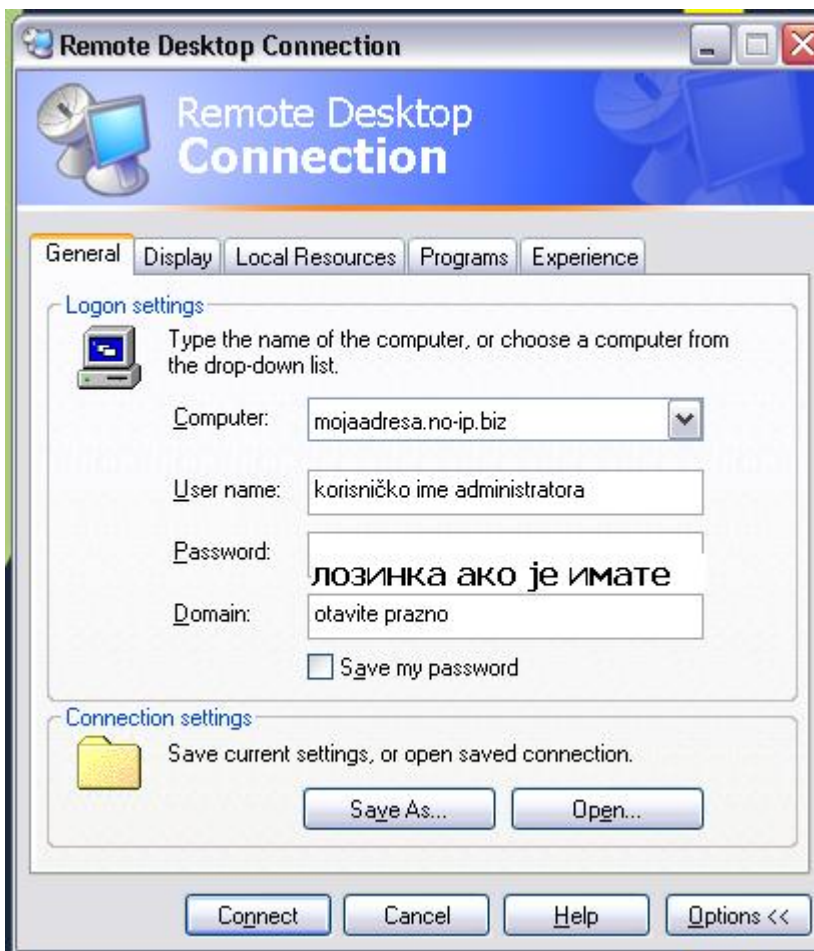 Remote Desktop Connection
Remote Desktop
Connection
General Display Local Resources Programs Experience
Logon settings
Type the name of the computer, or choose a computer from
the drop-down list.
Computer: mojaadresa.no-ip.biz
User name: korisničko ime administratora
Password: лозинка ако је имате
Domain: otavite prazno
Save my password
Connection settings
Save current settings, or open saved connection.
Save As... Open...
Connect Cancel Help Options <<